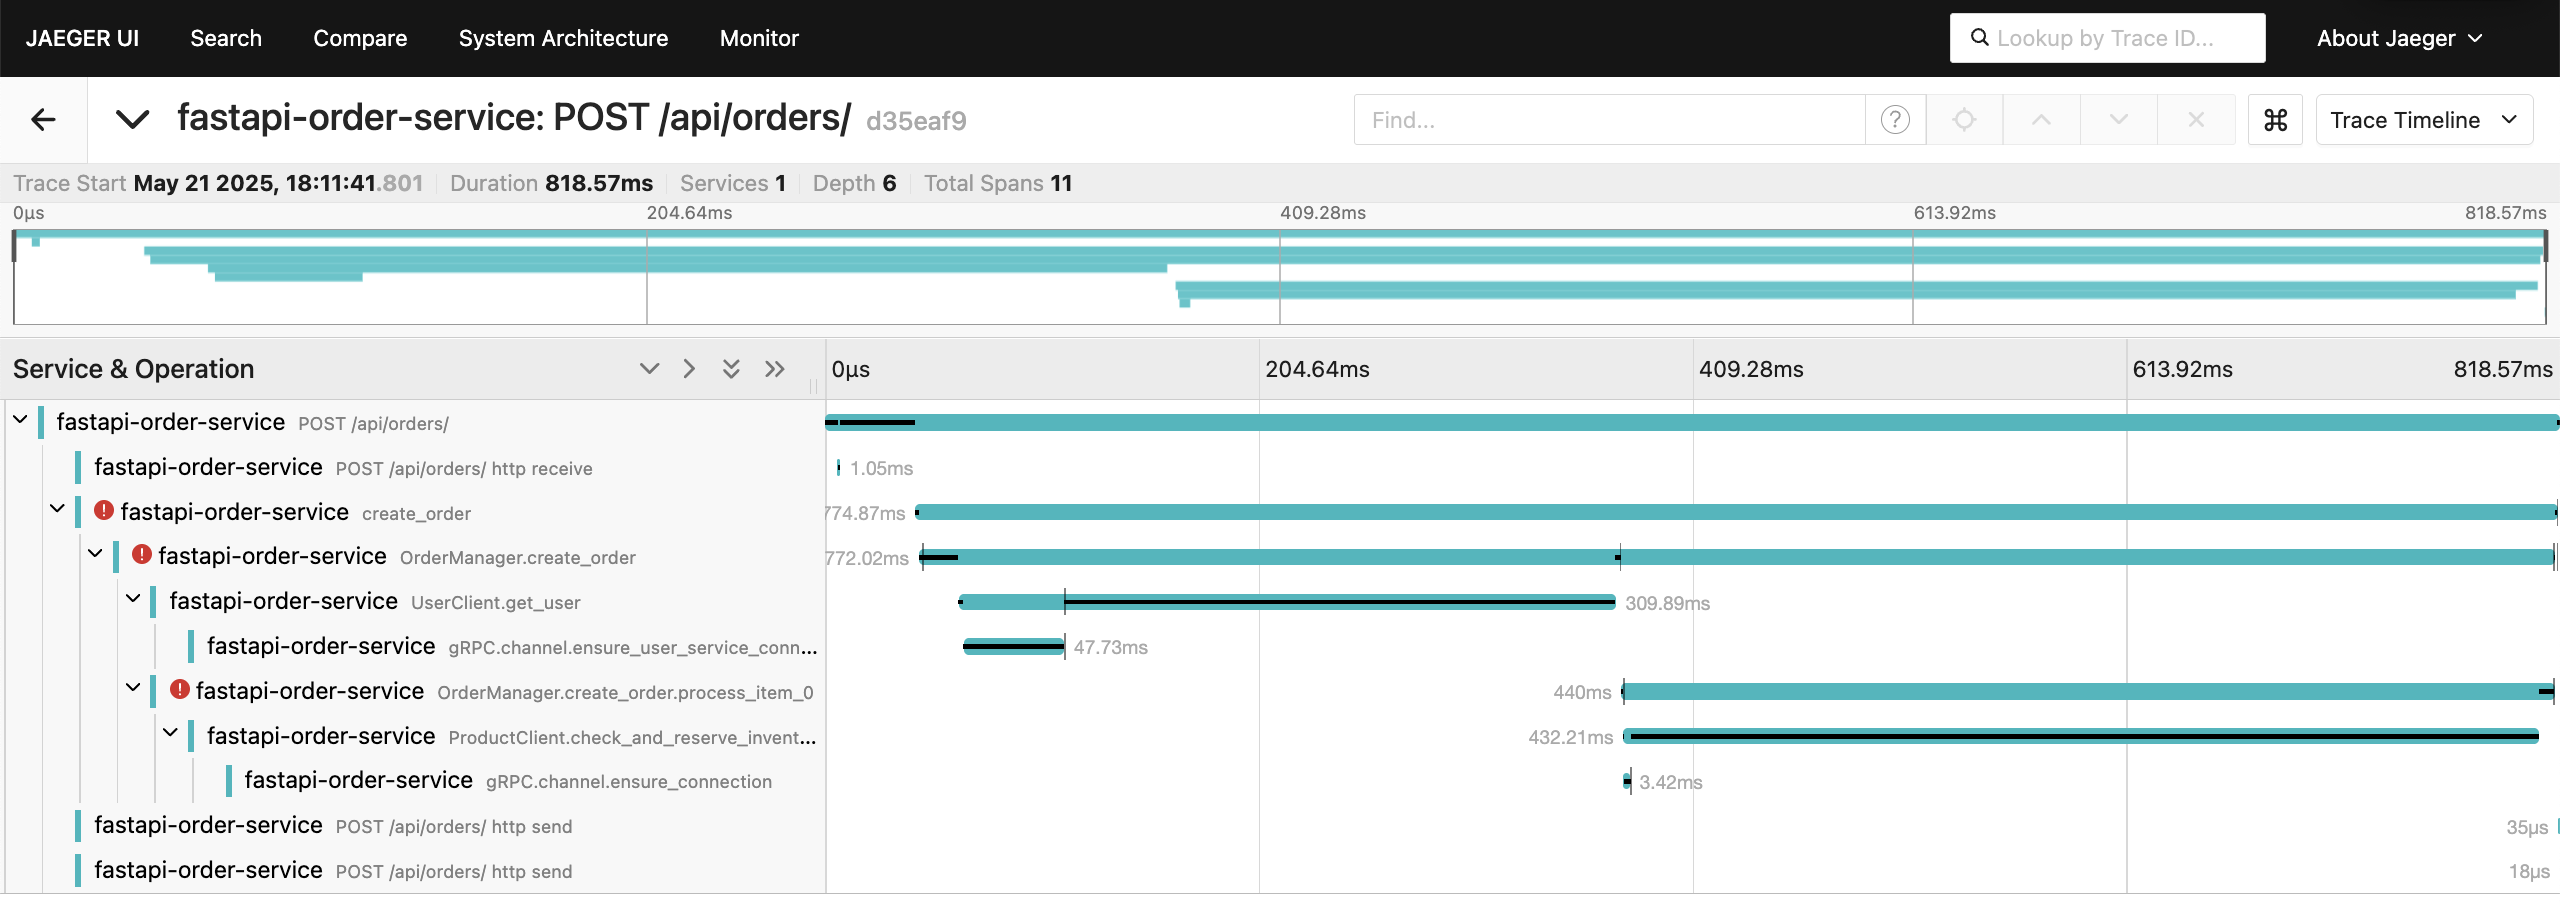 JAEGER UI Search Compare System Architecture Monitor Lookup by Trace ID... About Jaeger
fastapi-order-service: POST /api/orders/ d35eaf9 Find... ? ⌘ Trace Timeline
Trace Start May 21 2025, 18:11:41.801 Duration 818.57ms Services 1 Depth 6 Total Spans 11
0μs 204.64ms 409.28ms 613.92ms 818.57ms
Service & Operation 0μs 204.64ms 409.28ms 613.92ms 818.57ms
fastapi-order-service POST /api/orders/
fastapi-order-service POST /api/orders/ http receive 1.05ms
fastapi-order-service create_order 774.87ms
fastapi-order-service OrderManager.create_order 772.02ms
fastapi-order-service UserClient.get_user 309.89ms
fastapi-order-service gRPC.channel.ensure_user_service_conn... 47.73ms
fastapi-order-service OrderManager.create_order.process_item_0 440ms
fastapi-order-service ProductClient.check_and_reserve_invent... 432.21ms
fastapi-order-service gRPC.channel.ensure_connection 3.42ms
fastapi-order-service POST /api/orders/ http send 35μs
fastapi-order-service POST /api/orders/ http send 18μs